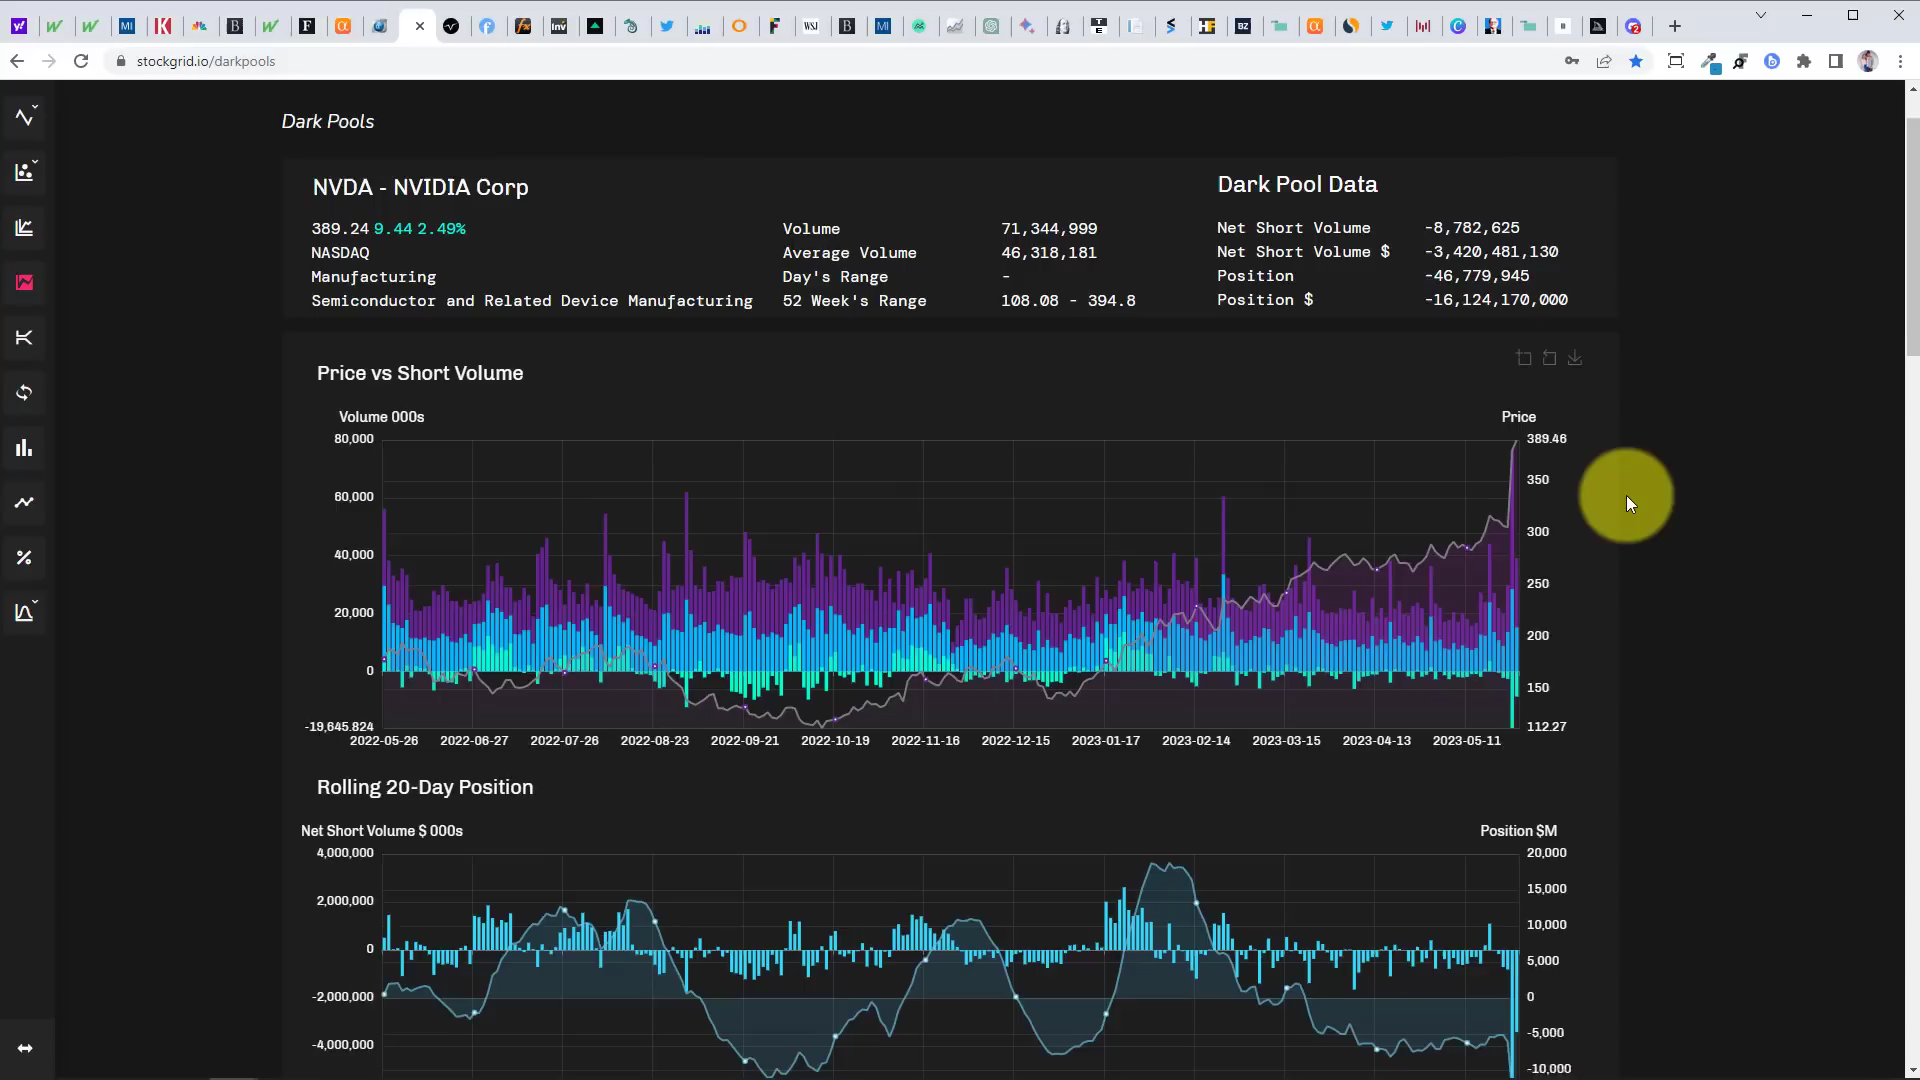 stockgrid.io/darkpools
Dark Pools
NVDA - NVIDIA Corp
389.24 9.44 2.49%
NASDAQ
Manufacturing
Semiconductor and Related Device Manufacturing
Volume 71,344,999
Average Volume 46,318,181
Day's Range -
52 Week's Range 108.08 - 394.8
Dark Pool Data
Net Short Volume -8,782,625
Net Short Volume $ -3,420,481,130
Position -46,779,945
Position $ -16,124,170,000
Price vs Short Volume
Volume 000s Price
80,000 389.46
350
60,000
300
40,000
250
20,000
200
0
150
-19,645.824 112.27
2022-05-26 2022-06-27 2022-07-26 2022-08-23 2022-09-21 2022-10-19 2022-11-16 2022-12-15 2023-01-17 2023-02-14 2023-03-15 2023-04-13 2023-05-11
Rolling 20-Day Position
Net Short Volume $ 000s Position $M
4,000,000 20,000
15,000
2,000,000
10,000
0
5,000
-2,000,000 0
-5,000
-4,000,000
-10,000